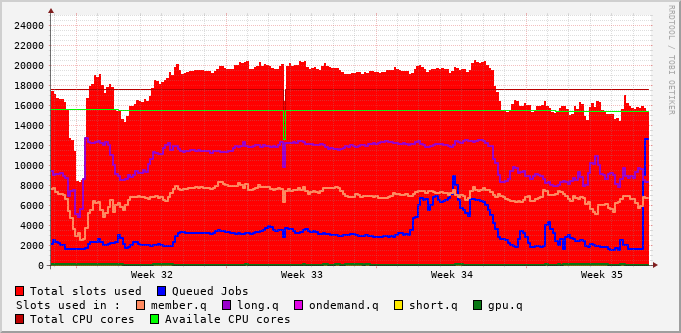 24000
22000
20000
18000
16000
14000
12000
10000
8000
6000
4000
2000
0
Week 32 Week 33 Week 34 Week 35
Total slots used Queued Jobs
Slots used in : member.q long.q ondemand.q short.q gpu.q
Total CPU cores Availale CPU cores
RRDTOOL / TOBI OETIKER